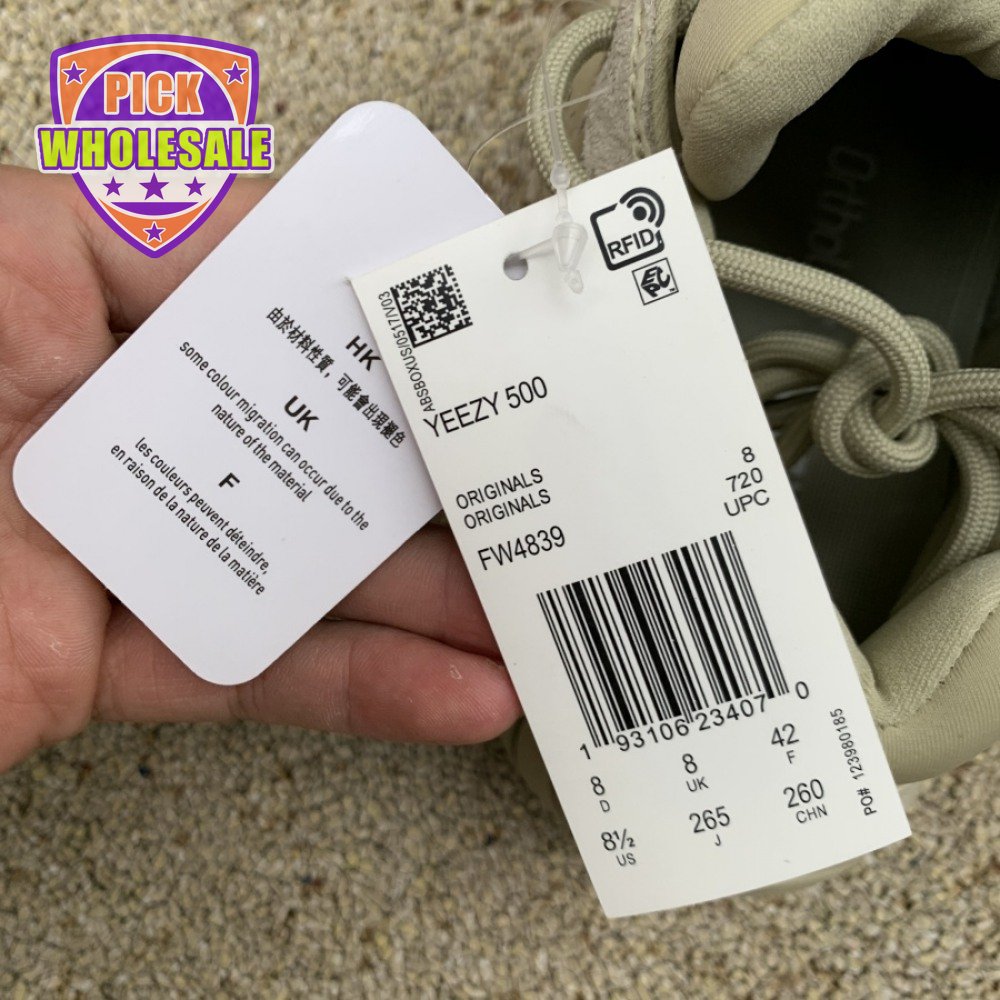 PICK
WHOLESALE
HK
由於材料性質，可能會出現褪色
UK
some colour migration can occur due to the
nature of the material
F
les couleurs peuvent déteindre,
en raison de la nature de la matière
RFID
EPC
ABSBOXUS/0517/V03
YEEZY 500
ORIGINALS
ORIGINALS
8
720
UPC
FW4839
1 93106 23407 0
8
D
8
UK
42
F
8½
US
265
J
260
CHN
PO# 123980185
Ortho